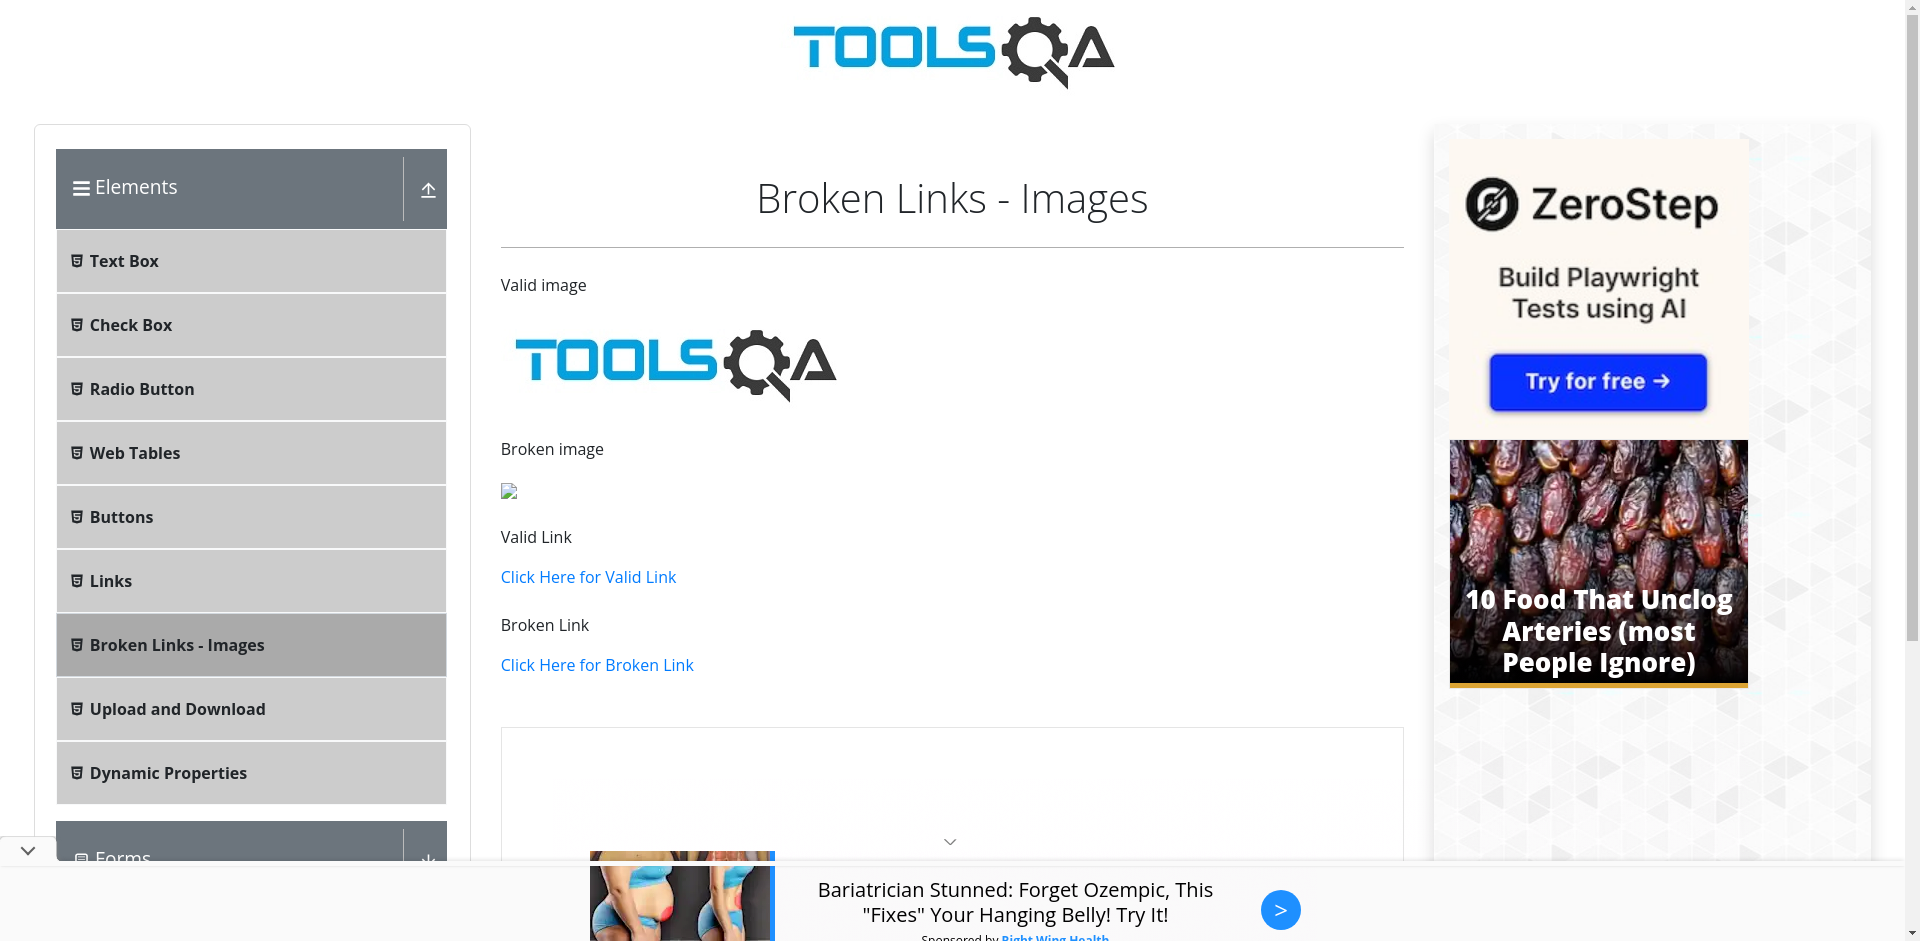 TOOLSQA
Elements
Text Box
Check Box
Radio Button
Web Tables
Buttons
Links
Broken Links - Images
Upload and Download
Dynamic Properties
Forms
Broken Links - Images
Valid image
TOOLSQA
Broken image
Valid Link
Click Here for Valid Link
Broken Link
Click Here for Broken Link
ZeroStep
Build Playwright
Tests using AI
Try for free →
10 Food That Unclog
Arteries (most
People Ignore)
Bariatrician Stunned: Forget Ozempic, This
"Fixes" Your Hanging Belly! Try It!
>
Sponsored by Right Wing Health